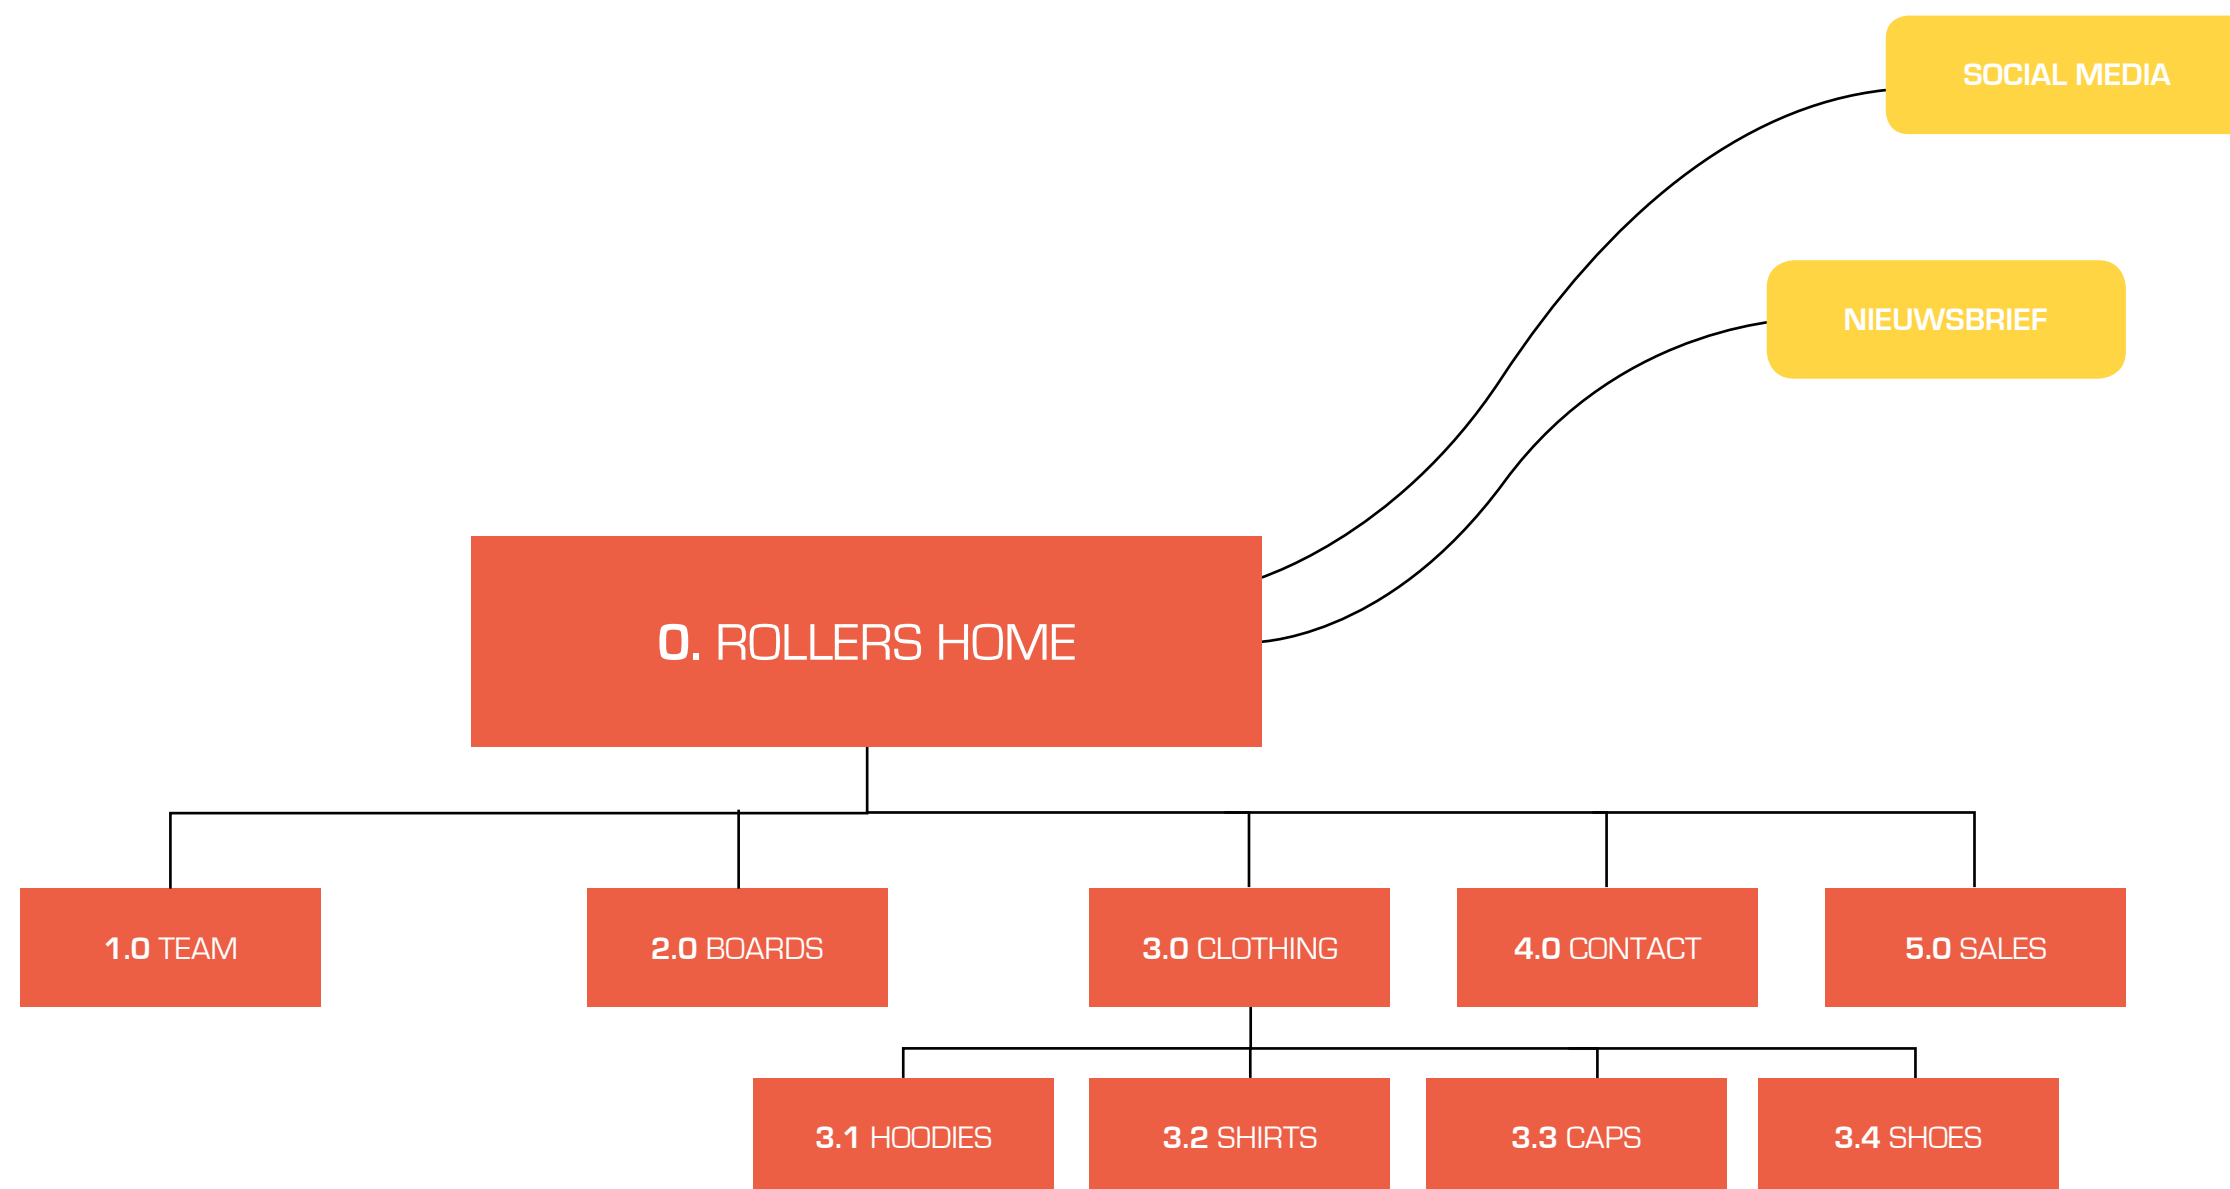 SOCIAL MEDIA
NIEUWSBRIEF
0. ROLLERS HOME
1.0 TEAM
2.0 BOARDS
3.0 CLOTHING
4.0 CONTACT
5.0 SALES
3.1 HOODIES
3.2 SHIRTS
3.3 CAPS
3.4 SHOES